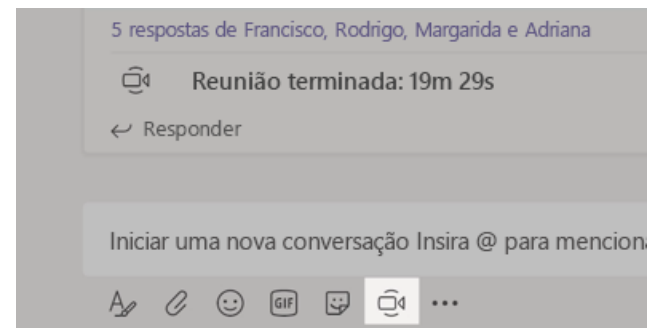 5 respostas de Francisco, Rodrigo, Margarida e Adriana
Reunião terminada: 19m 29s
Responder
Iniciar uma nova conversação Insira @ para menciona
GIF